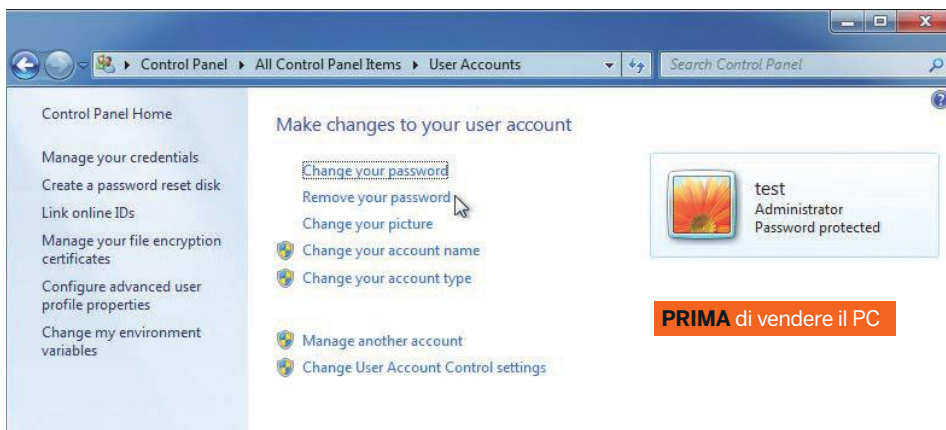 Control Panel ▸ All Control Panel Items ▸ User Accounts
Search Control Panel
Control Panel Home
Manage your credentials
Create a password reset disk
Link online IDs
Manage your file encryption
certificates
Configure advanced user
profile properties
Change my environment
variables
Make changes to your user account
Change your password
Remove your password
Change your picture
Change your account name
Change your account type
Manage another account
Change User Account Control settings
test
Administrator
Password protected
PRIMA di vendere il PC